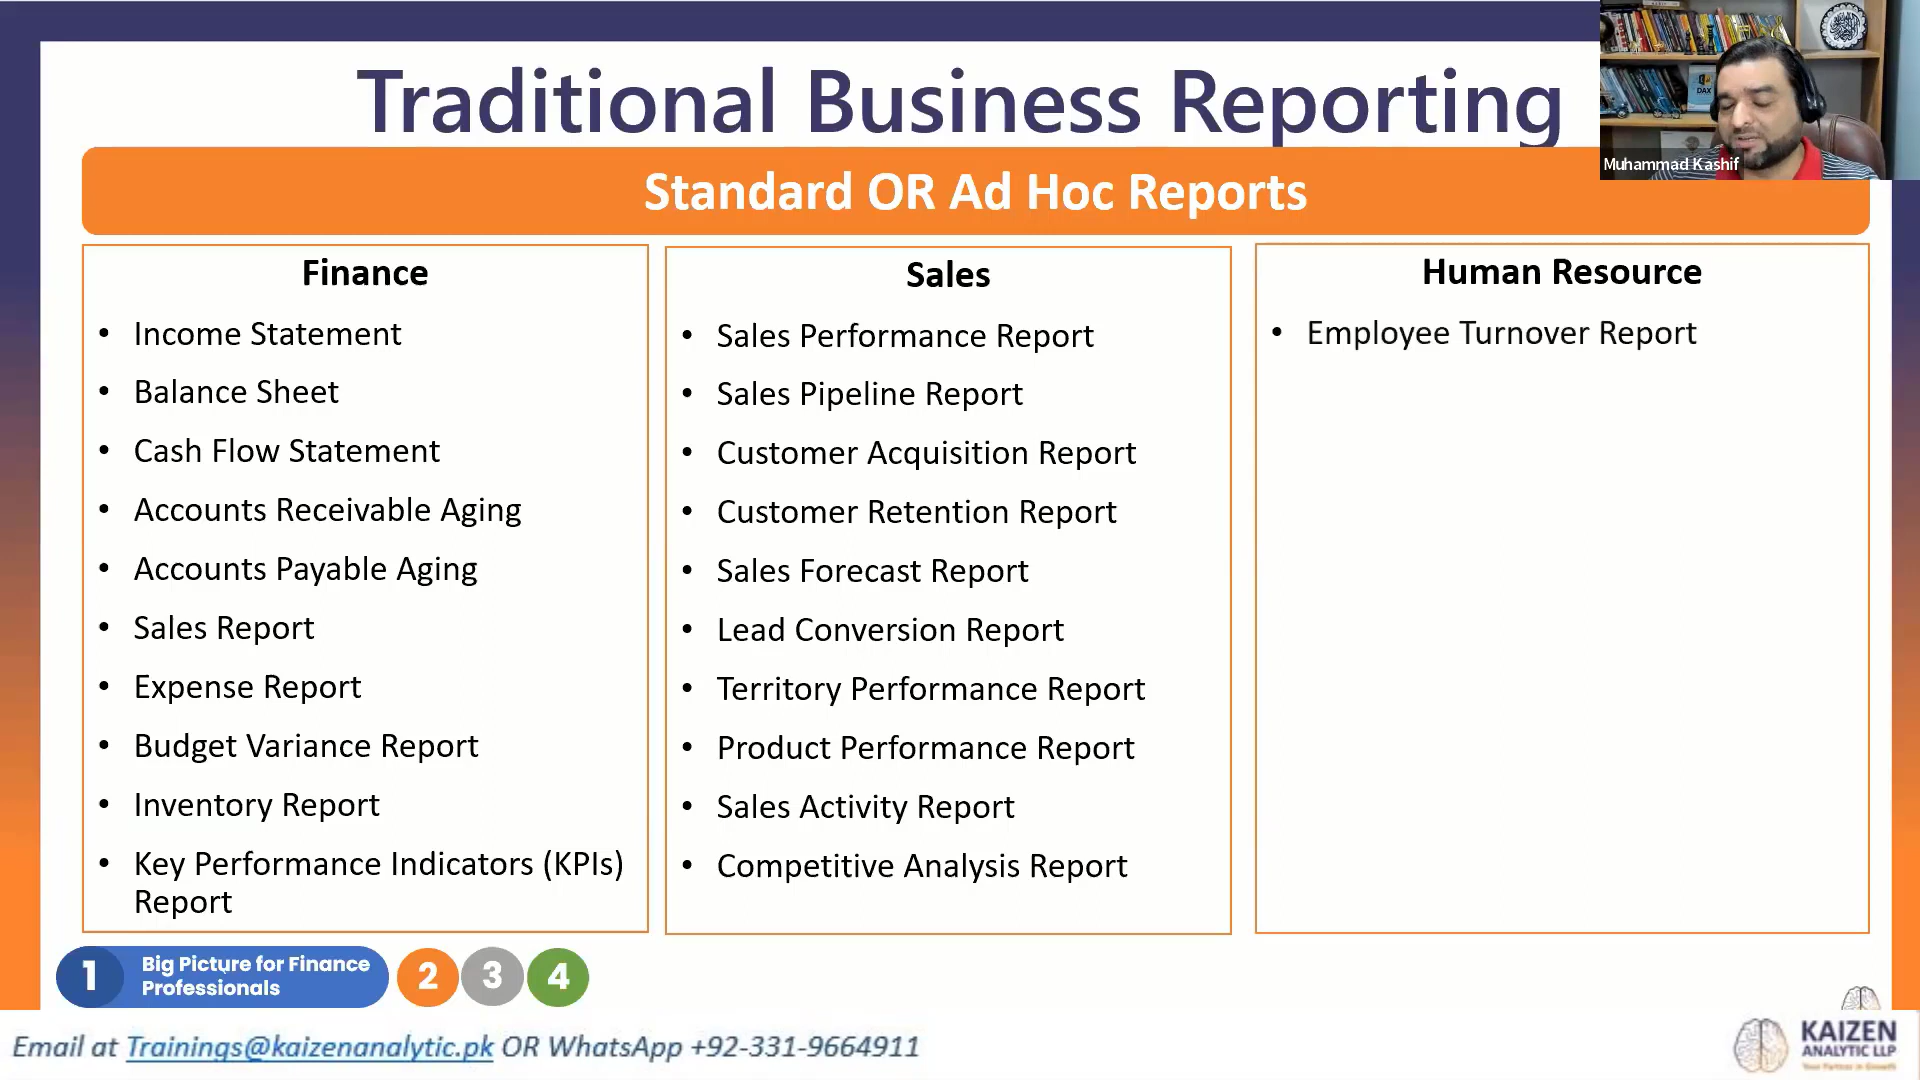 Traditional Business Reporting
Muhammad Kashif
Standard OR Ad Hoc Reports
Finance
• Income Statement
• Balance Sheet
• Cash Flow Statement
• Accounts Receivable Aging
• Accounts Payable Aging
• Sales Report
• Expense Report
• Budget Variance Report
• Inventory Report
• Key Performance Indicators (KPIs)
Report
Sales
• Sales Performance Report
• Sales Pipeline Report
• Customer Acquisition Report
• Customer Retention Report
• Sales Forecast Report
• Lead Conversion Report
• Territory Performance Report
• Product Performance Report
• Sales Activity Report
• Competitive Analysis Report
Human Resource
• Employee Turnover Report
1
Big Picture for Finance
Professionals
2 3 4
Email at Trainings@kaizenanalytic.pk OR WhatsApp +92-331-9664911
KAIZEN
ANALYTIC LLP
Your Partner in Growth
DAX